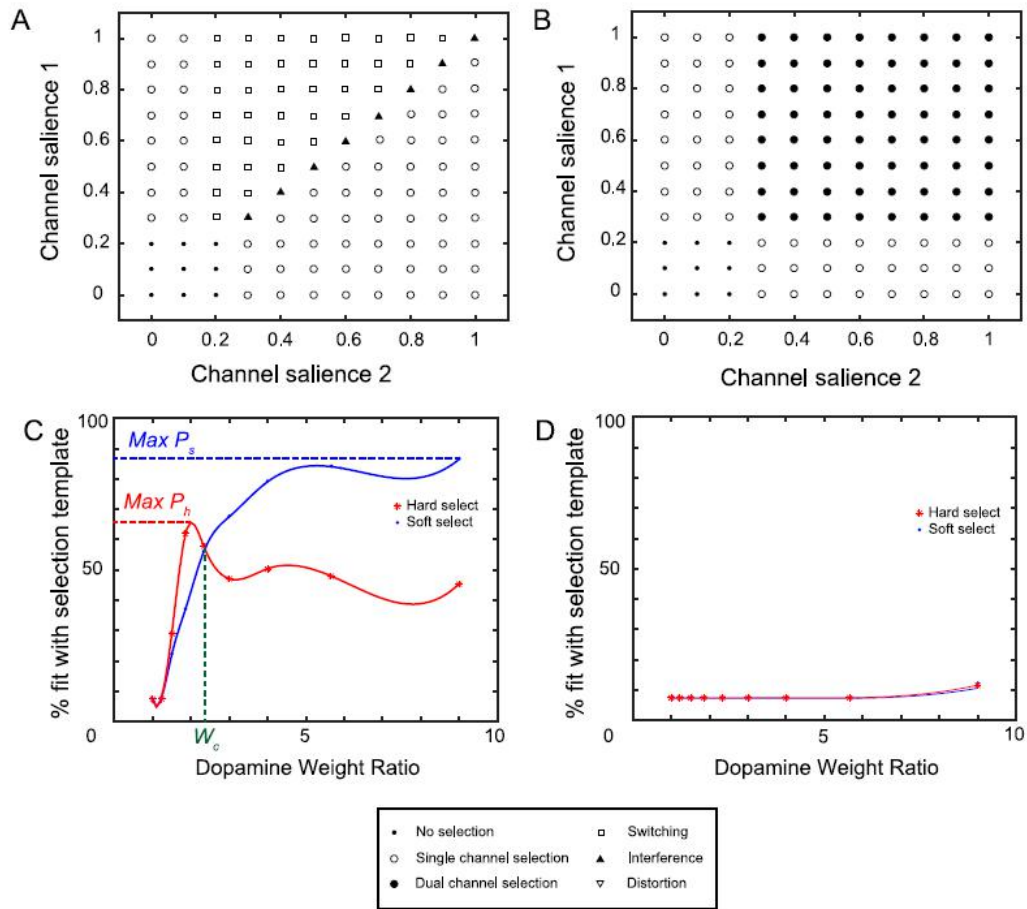 A
Channel salience 1
1
0.8
0.6
0.4
0.2
0
0 0.2 0.4 0.6 0.8 1
Channel salience 2
B
Channel salience 1
1
0.8
0.6
0.4
0.2
0
0 0.2 0.4 0.6 0.8 1
Channel salience 2
C
% fit with selection template
100
50
0
Max Ps
Max Ph
Hard select
Soft select
5 10
Wc
Dopamine Weight Ratio
D
% fit with selection template
100
50
0
Hard select
Soft select
5 10
Dopamine Weight Ratio
No selection
Single channel selection
Dual channel selection
Switching
Interference
Distortion